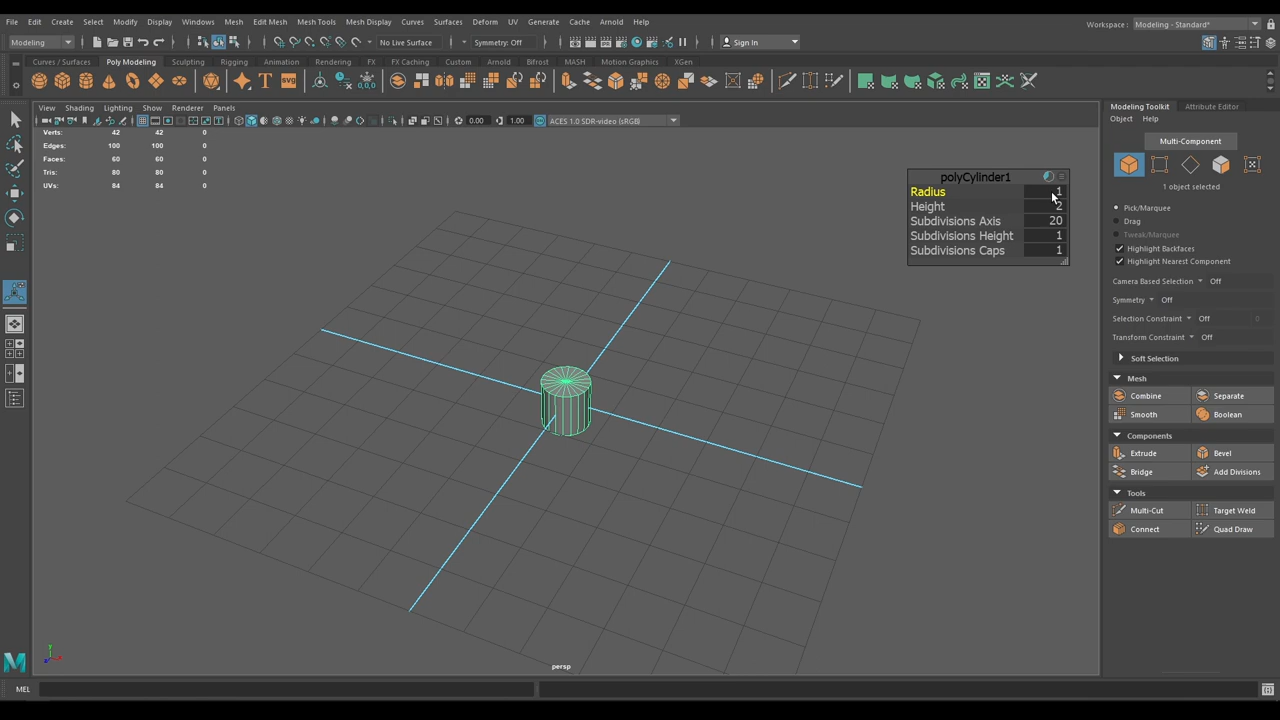 File Edit Create Select Modify Display Windows Mesh Edit Mesh Mesh Tools Mesh Display Curves Surfaces Deform UV Generate Cache Arnold Help
Workspace : Modeling - Standard*
Modeling No Live Surface Symmetry: Off Sign In
Curves / Surfaces Poly Modeling Sculpting Rigging Animation Rendering FX FX Caching Custom Arnold Bifrost MASH Motion Graphics XGen
View Shading Lighting Show Renderer Panels
0.00 1.00 ACES 1.0 SDR-video (sRGB)
Verts: 42 42 0
Edges: 100 100 0
Faces: 60 60 0
Tris: 80 80 0
UVs: 84 84 0
polyCylinder1
Radius 1
Height 2
Subdivisions Axis 20
Subdivisions Height 1
Subdivisions Caps 1
persp
MEL
Modeling Toolkit Attribute Editor
Object Help
Multi-Component
1 object selected
Pick/Marquee
Drag
Tweak/Marquee
Highlight Backfaces
Highlight Nearest Component
Camera Based Selection Off
Symmetry Off
Selection Constraint Off 0
Transform Constraint Off
Soft Selection
Mesh
Combine Separate
Smooth Boolean
Components
Extrude Bevel
Bridge Add Divisions
Tools
Multi-Cut Target Weld
Connect Quad Draw